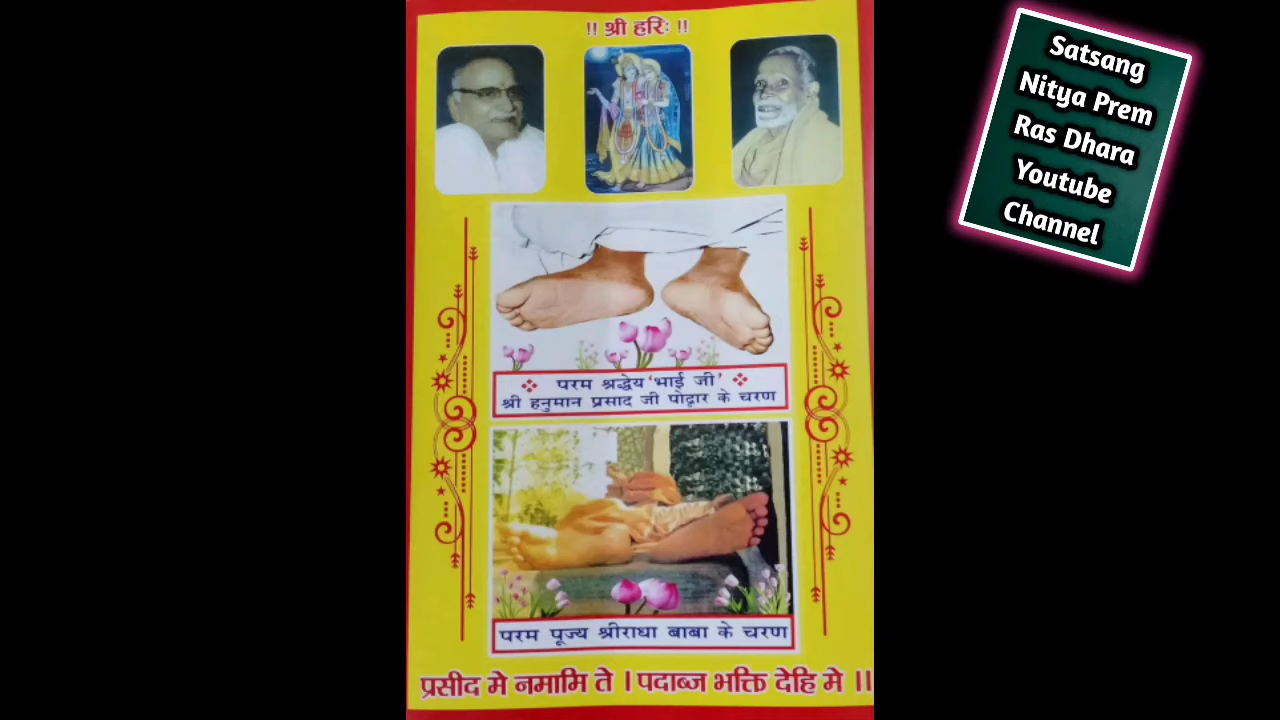 !! श्री हरिः !!
Satsang
Nitya Prem
Ras Dhara
Youtube
Channel
परम श्रद्धेय ‘भाई जी’
श्री हनुमान प्रसाद जी पोद्दार के चरण
परम पूज्य श्रीराधा बाबा के चरण
प्रसीद मे नमामि ते । पदाब्ज भक्ति देहि मे ।।